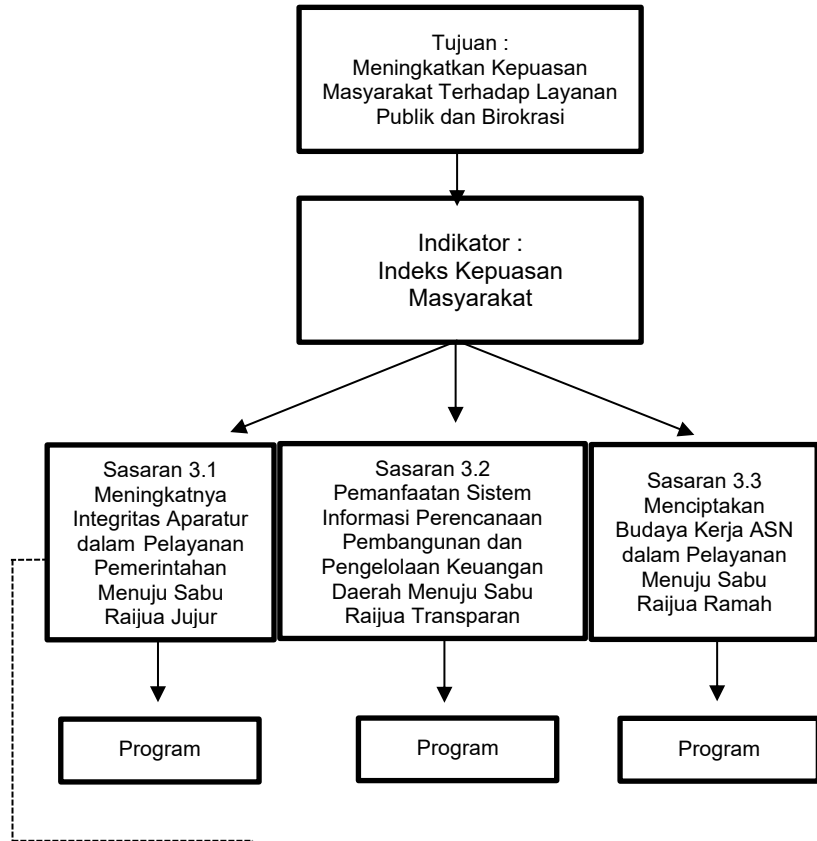 Tujuan :
Meningkatkan Kepuasan
Masyarakat Terhadap Layanan
Publik dan Birokrasi
Indikator :
Indeks Kepuasan
Masyarakat
Sasaran 3.1
Meningkatnya
Integritas Aparatur
dalam Pelayanan
Pemerintahan
Menuju Sabu
Raijua Jujur
Sasaran 3.2
Pemanfaatan Sistem
Informasi Perencanaan
Pembangunan dan
Pengelolaan Keuangan
Daerah Menuju Sabu
Raijua Transparan
Sasaran 3.3
Menciptakan
Budaya Kerja ASN
dalam Pelayanan
Menuju Sabu
Raijua Ramah
Program
Program
Program